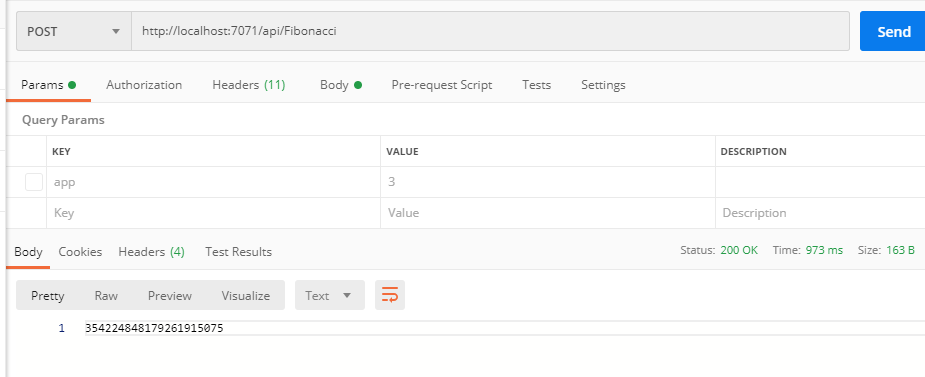 POST http://localhost:7071/api/Fibonacci Send
Params Authorization Headers (11) Body Pre-request Script Tests Settings
Query Params
KEY VALUE DESCRIPTION
app 3
Key Value Description
Body Cookies Headers (4) Test Results Status: 200 OK Time: 973 ms Size: 163 B
Pretty Raw Preview Visualize Text
1 354224848179261915075